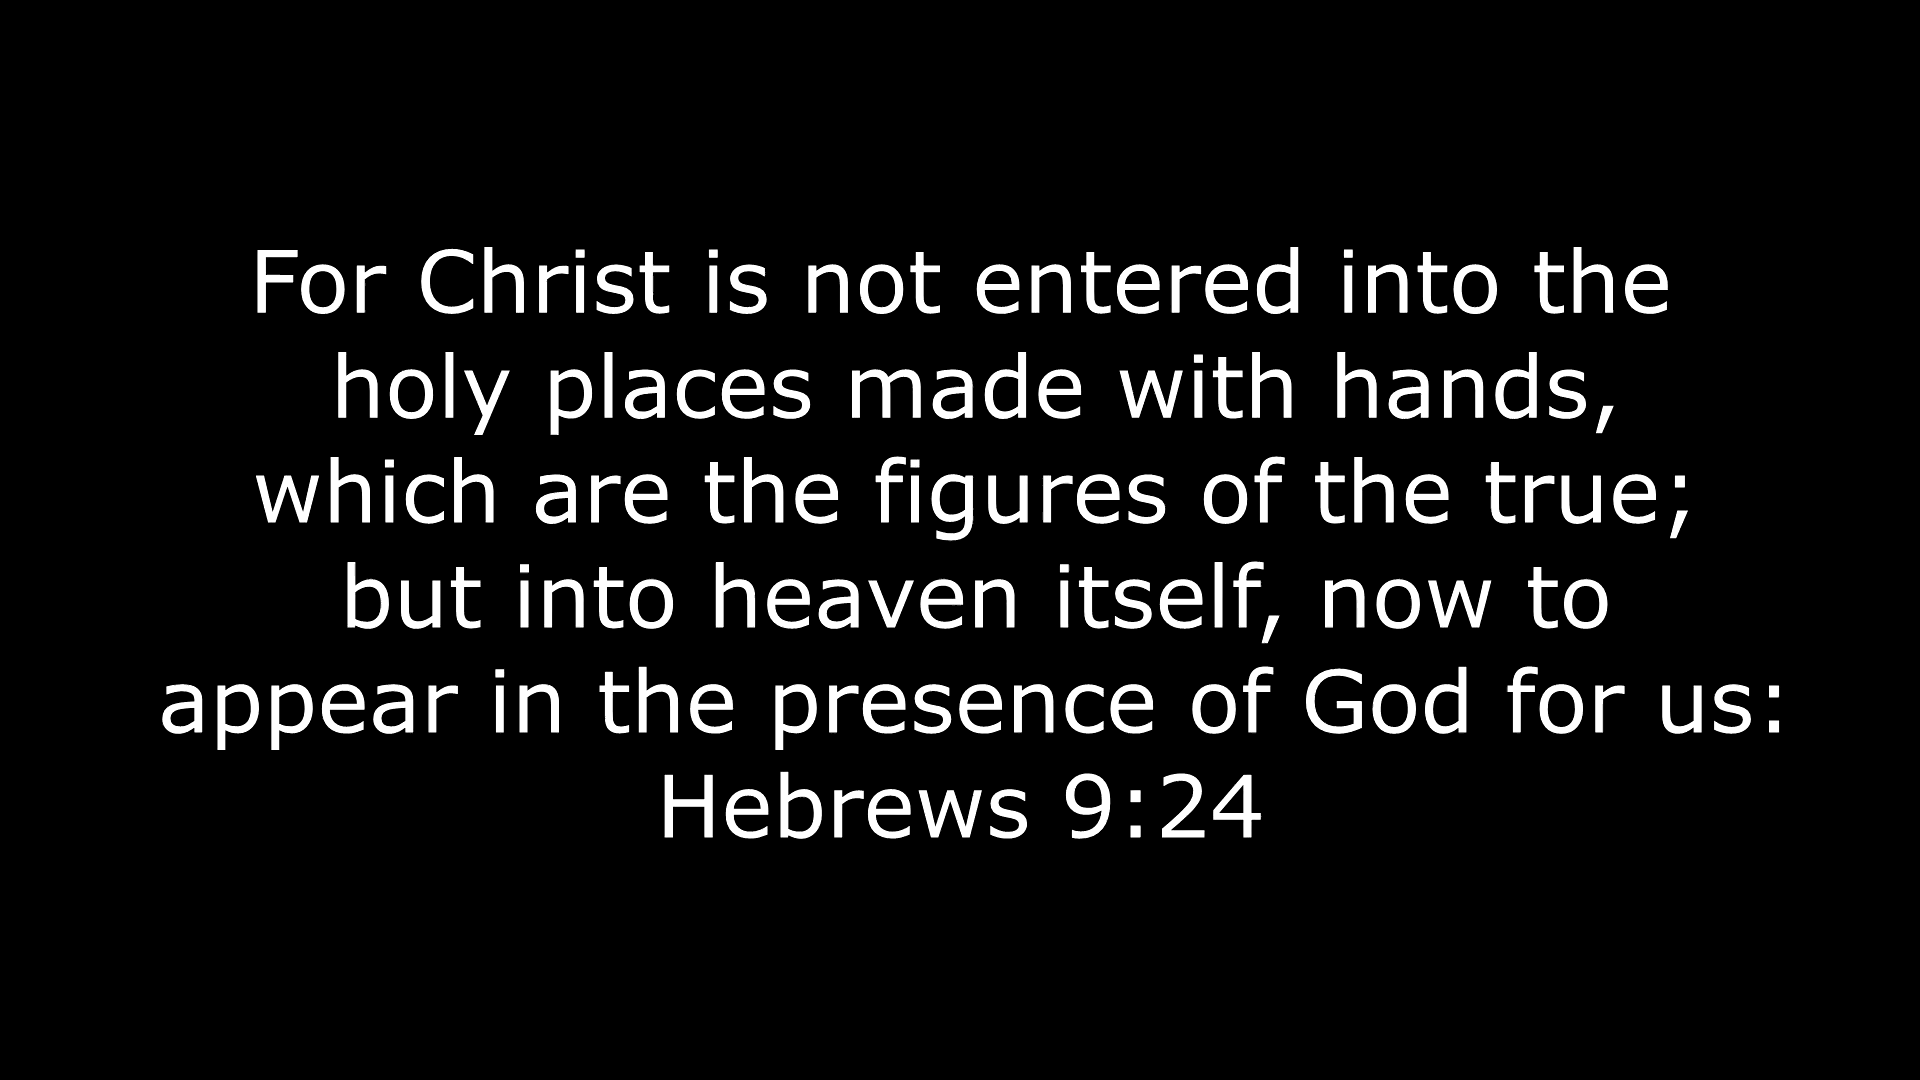 For Christ is not entered into the
holy places made with hands,
which are the figures of the true;
but into heaven itself, now to
appear in the presence of God for us:
Hebrews 9:24